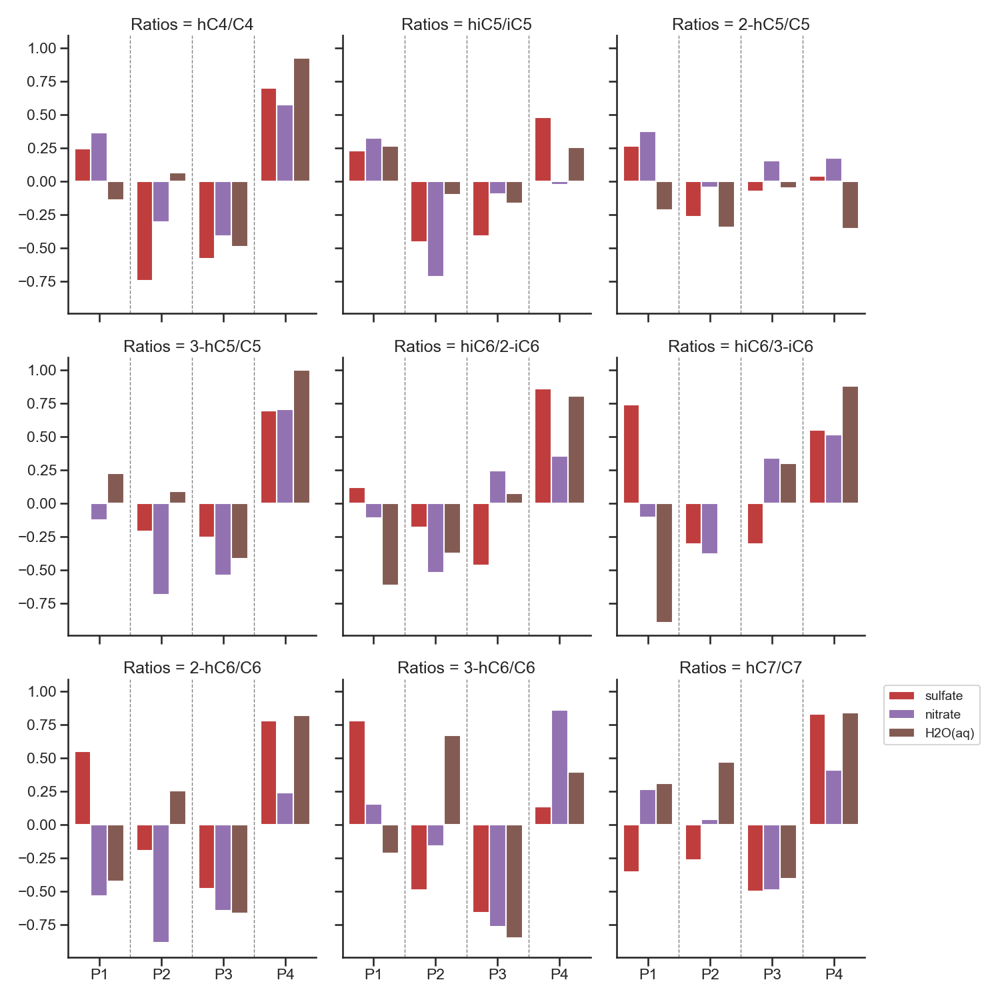 Ratios = hC4/C4
Ratios = hiC5/iC5
Ratios = 2-hC5/C5
1.00
0.75
0.50
0.25
0.00
−0.25
−0.50
−0.75
Ratios = 3-hC5/C5
Ratios = hiC6/2-iC6
Ratios = hiC6/3-iC6
1.00
0.75
0.50
0.25
0.00
−0.25
−0.50
−0.75
Ratios = 2-hC6/C6
Ratios = 3-hC6/C6
Ratios = hC7/C7
1.00
0.75
0.50
0.25
0.00
−0.25
−0.50
−0.75
P1 P2 P3 P4
P1 P2 P3 P4
P1 P2 P3 P4
sulfate
nitrate
H2O(aq)